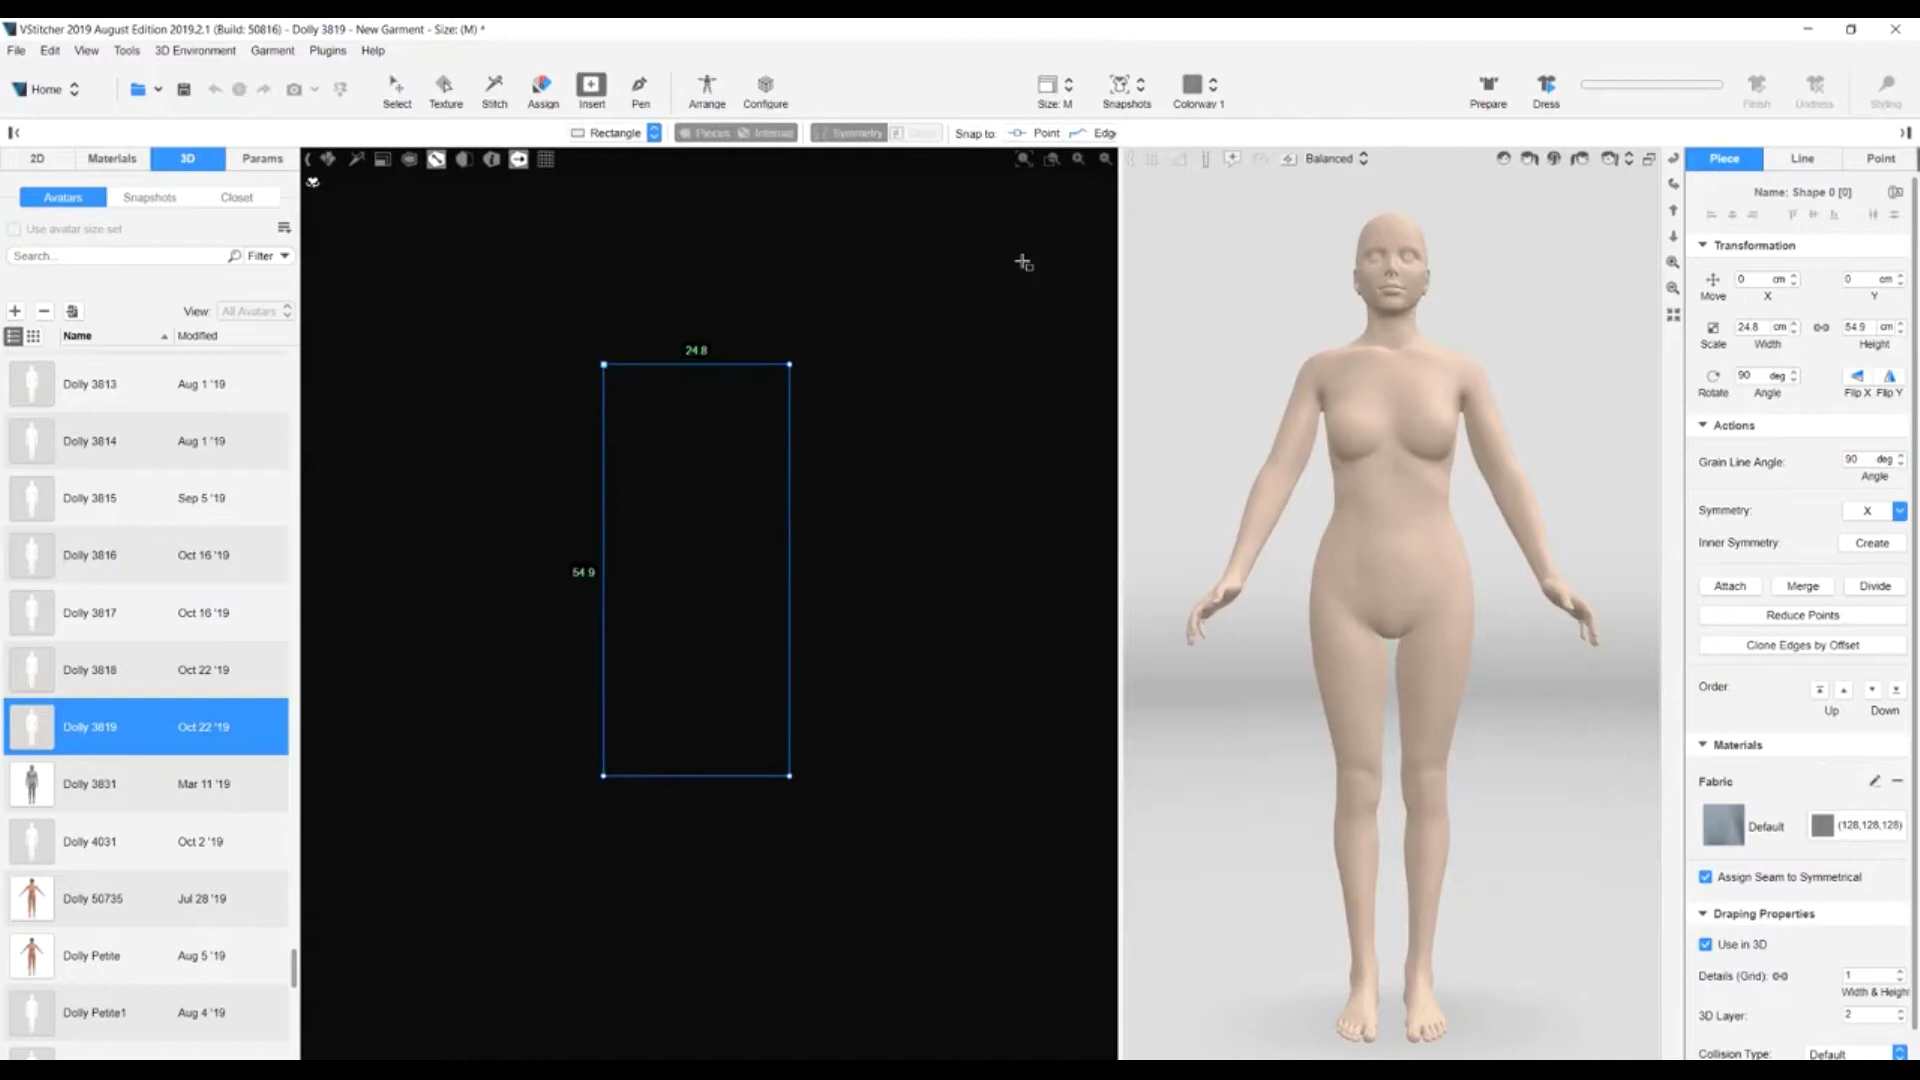 VStitcher 2019 August Edition 2019.2.1 (Build: 50816) - Dolly 3819 - New Garment - Size: (M) *
File Edit View Tools 3D Environment Garment Plugins Help
Home
Select Texture Stitch Assign Insert Pen Arrange Configure Size: M Snapshots Colorway 1 Prepare Dress Finish Undress Styling
Rectangle Pieces Internal Symmetry Snap to: Point Edg
2D Materials 3D Params
Balanced
Piece Line Point
Avatars Snapshots Closet
Name: Shape 0 [0]
Use avatar size set
Search... Filter
Transformation
Move 0 cm X 0 cm Y
View: All Avatars
Name Modified
Scale 24.8 cm Width 54.9 cm Height
Rotate 90 deg Angle Flip X Flip Y
24.8
54.9
Dolly 3813 Aug 1 '19
Dolly 3814 Aug 1 '19
Dolly 3815 Sep 5 '19
Dolly 3816 Oct 16 '19
Dolly 3817 Oct 16 '19
Dolly 3818 Oct 22 '19
Dolly 3819 Oct 22 '19
Dolly 3831 Mar 11 '19
Dolly 4031 Oct 2 '19
Dolly 50735 Jul 28 '19
Dolly Petite Aug 5 '19
Dolly Petite1 Aug 4 '19
Actions
Grain Line Angle: 90 deg
Angle
Symmetry: X
Inner Symmetry: Create
Attach Merge Divide
Reduce Points
Clone Edges by Offset
Order:
Up Down
Materials
Fabric
Default (128,128,128)
Assign Seam to Symmetrical
Draping Properties
Use in 3D
Details (Grid): 1
Width & Height
3D Layer: 2
Collision Type: Default